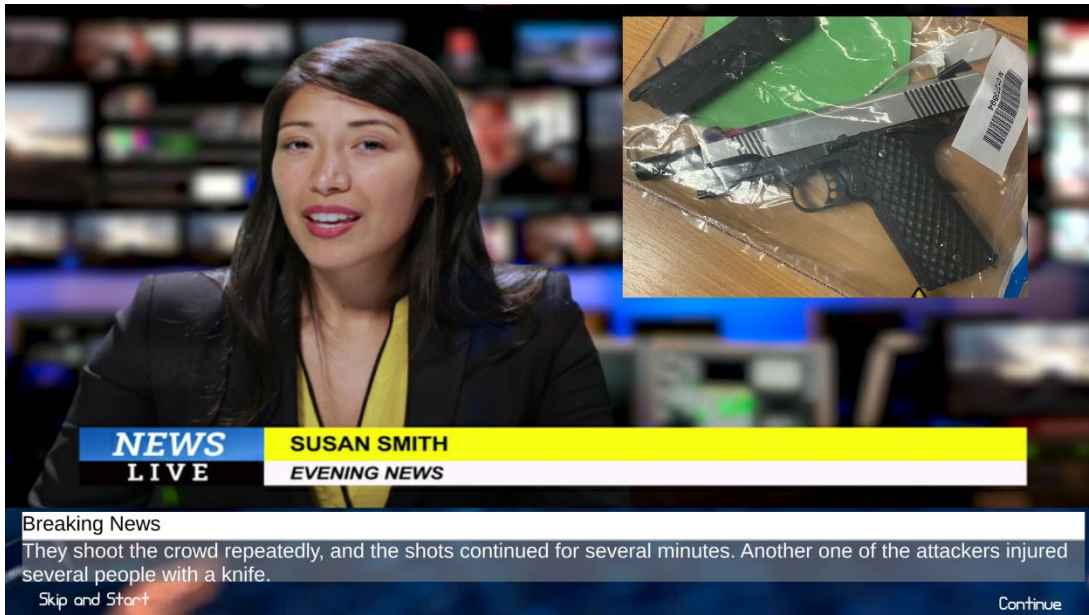 NEWS
LIVE
SUSAN SMITH
EVENING NEWS
Breaking News
They shoot the crowd repeatedly, and the shots continued for several minutes. Another one of the attackers injured
several people with a knife.
Skip and Start
Continue